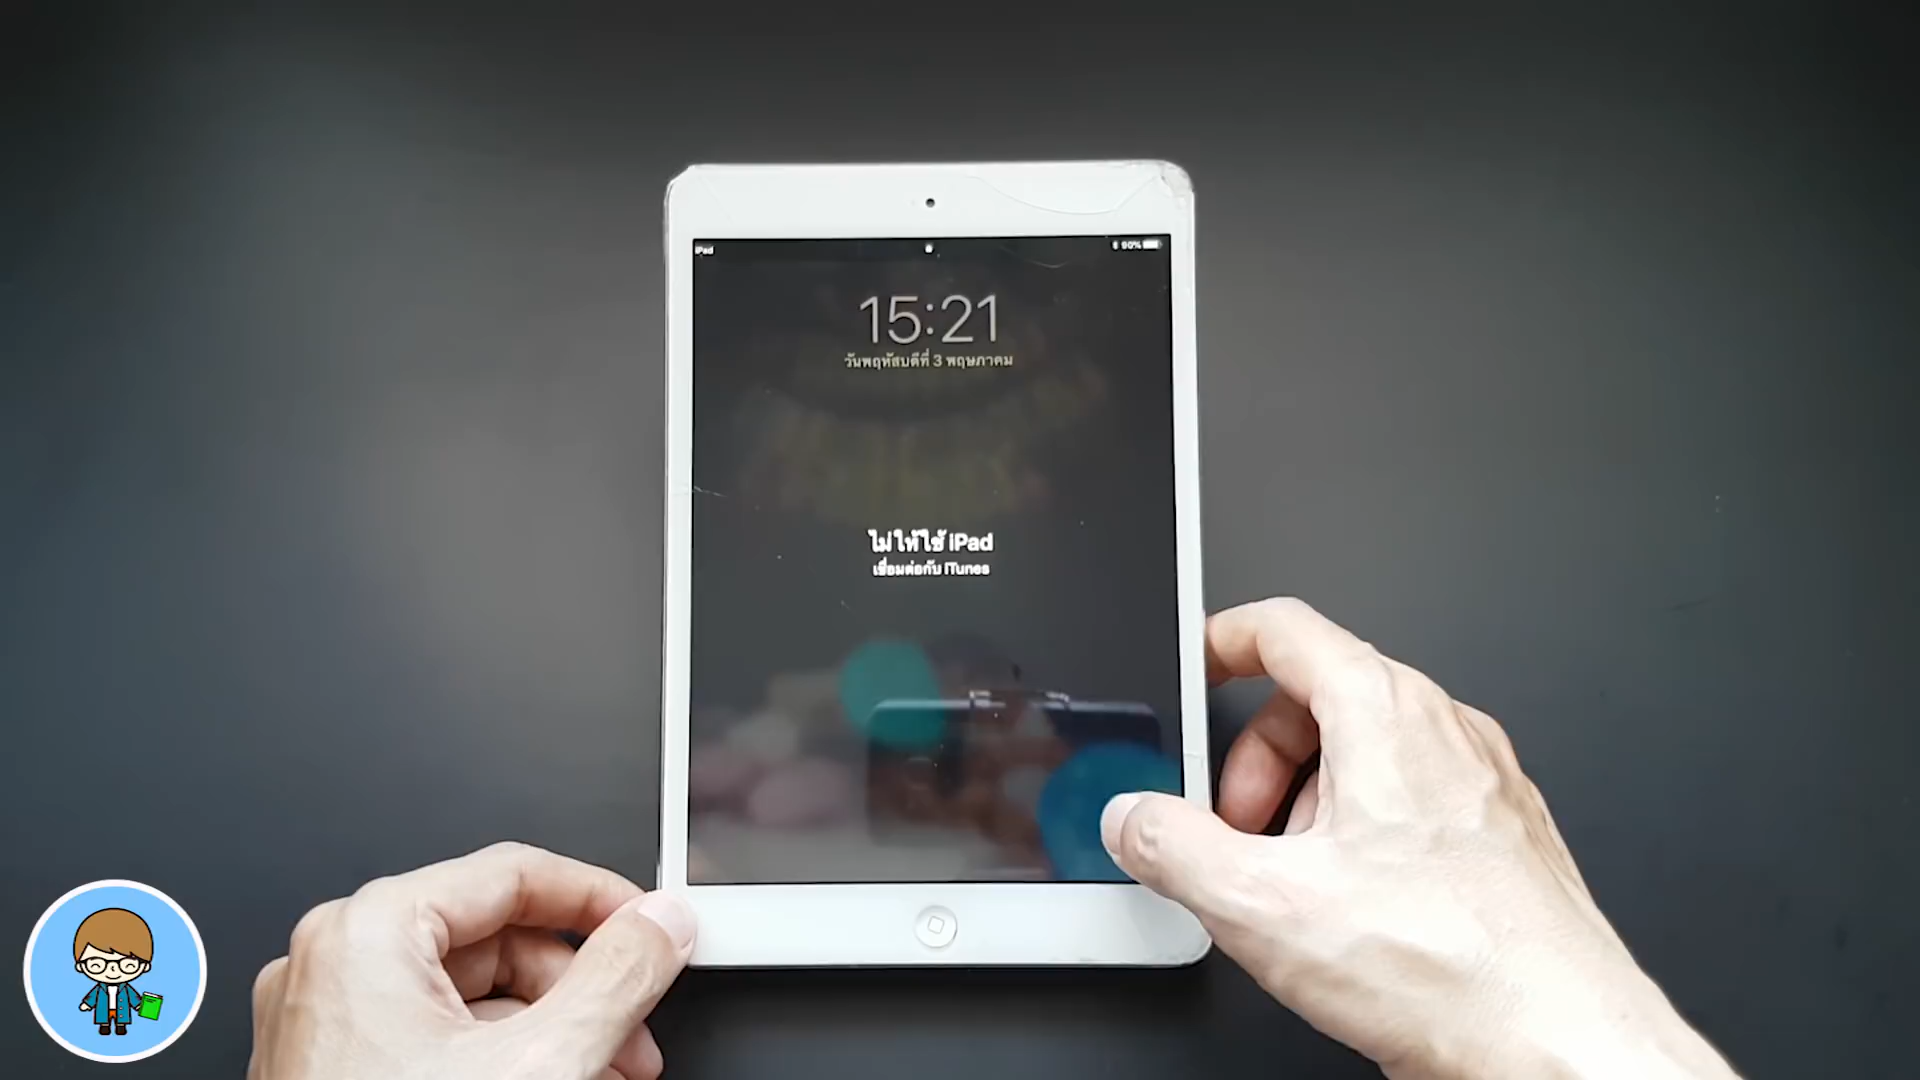 iPad
90%
15:21
วันพฤหัสบดีที่ 3 พฤษภาคม
ไม่ให้ใช้ iPad
เชื่อมต่อกับ iTunes